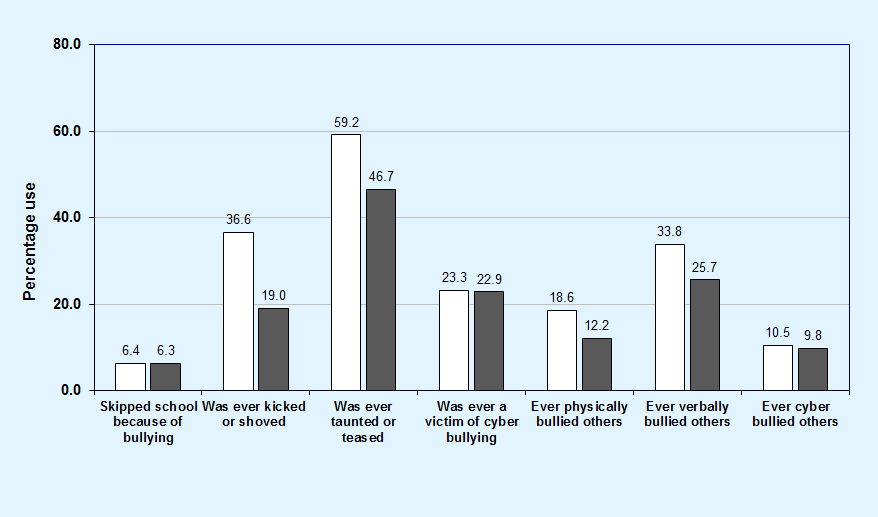 80.0
60.0
40.0
20.0
0.0
Percentage use
6.4
6.3
36.6
19.0
59.2
46.7
23.3
22.9
18.6
12.2
33.8
25.7
10.5
9.8
Skipped school
because of
bullying
Was ever kicked
or shoved
Was ever
taunted or
teased
Was ever a
victim of cyber
bullying
Ever physically
bullied others
Ever verbally
bullied others
Ever cyber
bullied others